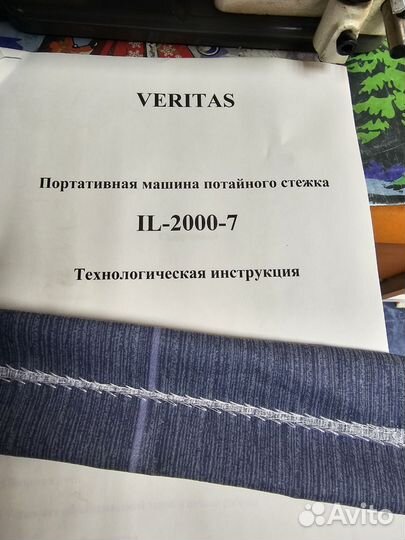 VERITAS
Портативная машина потайного стежка
IL-2000-7
Технологическая инструкция
Avito